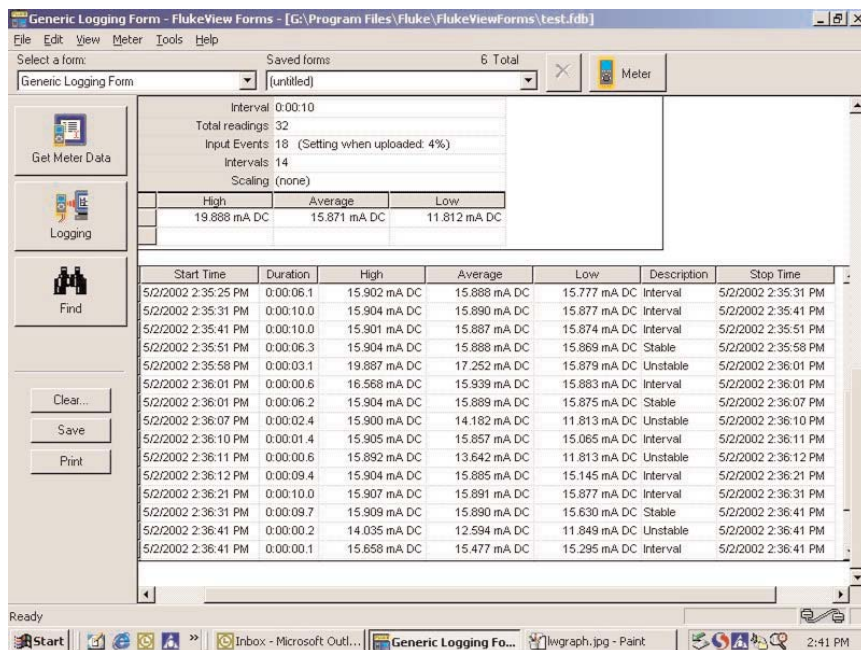 Generic Logging Form - FlukeView Forms - [G:\Program Files\Fluke\FlukeViewForms\test.fdb]
File Edit View Meter Tools Help
Select a form: Saved forms 6 Total
Generic Logging Form (untitled) Meter
Interval 0:00:10
Total readings 32
Input Events 18 (Setting when uploaded: 4%)
Intervals 14
Scaling (none)
High Average Low
19.888 mA DC 15.871 mA DC 11.812 mA DC
Get Meter Data
Logging
Find
Clear...
Save
Print
Start Time Duration High Average Low Description Stop Time
5/2/2002 2:35:25 PM 0:00:06.1 15.902 mA DC 15.888 mA DC 15.777 mA DC Interval 5/2/2002 2:35:31 PM
5/2/2002 2:35:31 PM 0:00:10.0 15.904 mA DC 15.890 mA DC 15.877 mA DC Interval 5/2/2002 2:35:41 PM
5/2/2002 2:35:41 PM 0:00:10.0 15.901 mA DC 15.887 mA DC 15.874 mA DC Interval 5/2/2002 2:35:51 PM
5/2/2002 2:35:51 PM 0:00:06.3 15.904 mA DC 15.888 mA DC 15.869 mA DC Stable 5/2/2002 2:35:58 PM
5/2/2002 2:35:58 PM 0:00:03.1 19.887 mA DC 17.252 mA DC 15.879 mA DC Unstable 5/2/2002 2:36:01 PM
5/2/2002 2:36:01 PM 0:00:00.6 16.568 mA DC 15.939 mA DC 15.883 mA DC Interval 5/2/2002 2:36:01 PM
5/2/2002 2:36:01 PM 0:00:06.2 15.904 mA DC 15.889 mA DC 15.875 mA DC Stable 5/2/2002 2:36:07 PM
5/2/2002 2:36:07 PM 0:00:02.4 15.900 mA DC 14.182 mA DC 11.813 mA DC Unstable 5/2/2002 2:36:10 PM
5/2/2002 2:36:10 PM 0:00:01.4 15.905 mA DC 15.857 mA DC 15.065 mA DC Interval 5/2/2002 2:36:11 PM
5/2/2002 2:36:11 PM 0:00:00.6 15.892 mA DC 13.642 mA DC 11.813 mA DC Unstable 5/2/2002 2:36:12 PM
5/2/2002 2:36:12 PM 0:00:09.4 15.904 mA DC 15.885 mA DC 15.145 mA DC Interval 5/2/2002 2:36:21 PM
5/2/2002 2:36:21 PM 0:00:10.0 15.907 mA DC 15.891 mA DC 15.877 mA DC Interval 5/2/2002 2:36:31 PM
5/2/2002 2:36:31 PM 0:00:09.7 15.909 mA DC 15.890 mA DC 15.630 mA DC Stable 5/2/2002 2:36:41 PM
5/2/2002 2:36:41 PM 0:00:00.2 14.035 mA DC 12.594 mA DC 11.849 mA DC Unstable 5/2/2002 2:36:41 PM
5/2/2002 2:36:41 PM 0:00:00.1 15.658 mA DC 15.477 mA DC 15.295 mA DC Interval 5/2/2002 2:36:41 PM
Ready
Start » Inbox - Microsoft Outl... Generic Logging Fo... lwgraph.jpg - Paint 2:41 PM